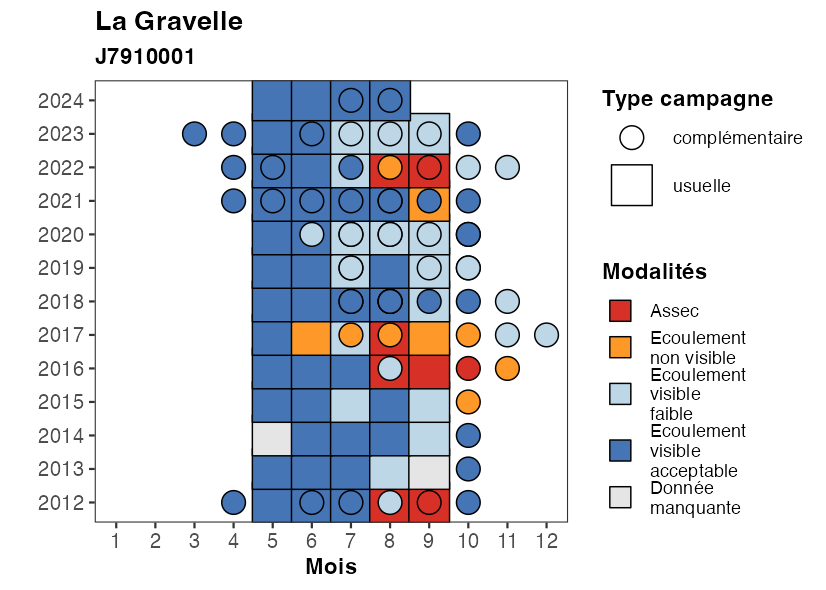 La Gravelle
J7910001
2024
2023
2022
2021
2020
2019
2018
2017
2016
2015
2014
2013
2012
1 2 3 4 5 6 7 8 9 10 11 12
Mois
Type campagne
complémentaire
usuelle
Modalités
Assec
Ecoulement
non visible
Ecoulement
visible
faible
Ecoulement
visible
acceptable
Donnée
manquante